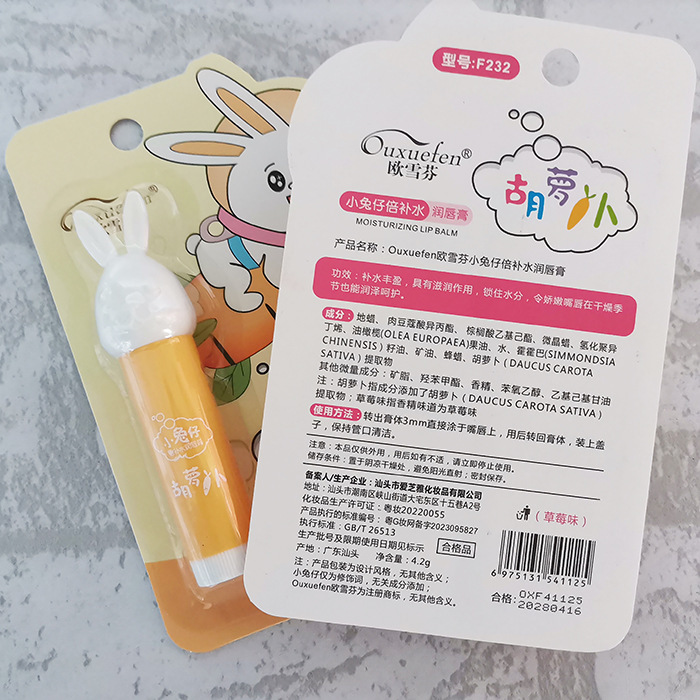 型号:F232
Ouxuefen®
欧雪芬
胡萝卜
小兔仔倍补水 润唇膏
MOISTURIZING LIP BALM
产品名称：Ouxuefen欧雪芬小兔仔倍补水润唇膏
功效：补水丰盈，具有滋润作用，锁住水分，令娇嫩嘴唇在干燥季
节也能润泽呵护。
成分：地蜡、肉豆蔻酸异丙酯、棕榈酸乙基己酯、微晶蜡、氢化聚异
丁烯、油橄榄(OLEA EUROPAEA)果油、水、霍霍巴(SIMMONDSIA
CHINENSIS) 籽油、矿油、蜂蜡、胡萝卜(DAUCUS CAROTA
SATIVA) 提取物
其他微量成分：矿脂、羟苯甲酯、香精、苯氧乙醇、乙基己基甘油
注：胡萝卜指成分添加了胡萝卜(DAUCUS CAROTA SATIVA)
提取物；草莓味指香精味道为草莓味
使用方法：转出膏体3mm直接涂于嘴唇上，用后转回膏体，装上盖
子，保持管口清洁。
注意：本品仅供外用，用后如有不适，请立即停止使用。
储存条件：置于阴凉干燥处，避免阳光直射；密封保存。
备案人/生产企业：汕头市爱芝雅化妆品有限公司
地址：汕头市潮南区峡山街道大宅东区十五巷A2号
化妆品生产许可证：粤妆20220055
产品执行的标准编号：粤G妆网备字2023095827
执行标准：GB/T 26513
生产批号及限期使用日期见标示
合格品
产地：广东汕头 净含量：4.2g
注：产品包装为设计风格，无其他含义；
小兔仔仅为修饰词，无关成分添加；
Ouxuefen欧雪芬为注册商标，无其他含义。
(草莓味)
6 975131 541125
合格: OXF41125
20280416
小兔仔
胡萝卜